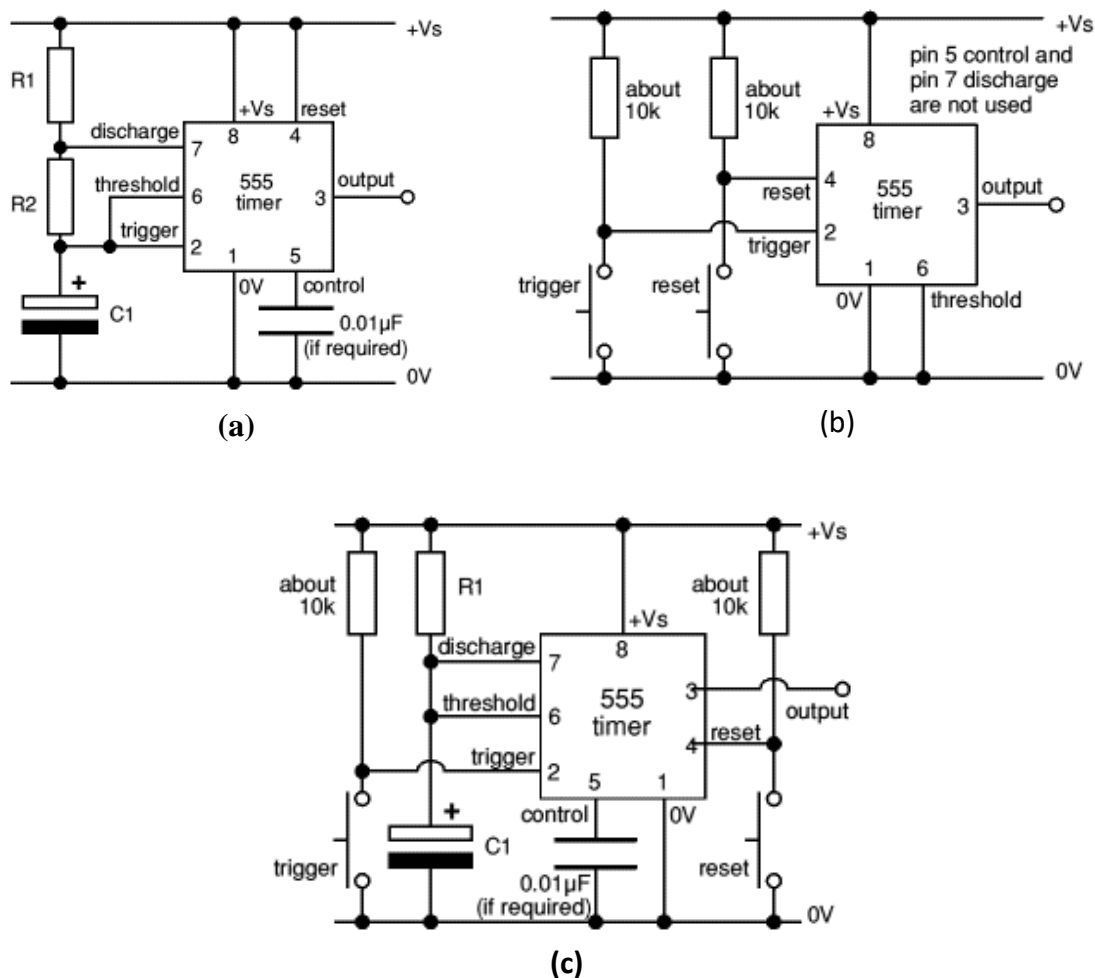 +Vs
R1
+Vs
reset
discharge
8
4
7
threshold
6
555
timer
3
output
R2
trigger
2
1
5
0V
control
+
C1
0.01µF
(if required)
0V
(a)
+Vs
about
10k
about
10k
pin 5 control and
pin 7 discharge
are not used
+Vs
8
4
reset
555
timer
3
output
2
trigger
1
6
0V
threshold
trigger
reset
0V
(b)
+Vs
about
10k
R1
about
10k
+Vs
8
discharge
7
threshold
6
555
timer
3
output
reset
4
trigger
2
5
1
control
0V
+
C1
trigger
0.01µF
(if required)
reset
0V
(c)